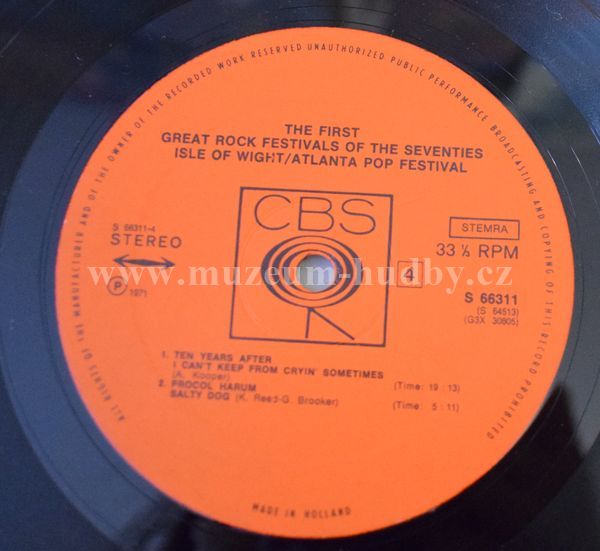 ALL RIGHTS OF THE MANUFACTURER AND OF THE OWNER OF THE RECORDED WORK RESERVED UNAUTHORIZED PUBLIC PERFORMANCE BROADCASTING AND COPYING OF THIS RECORD PROHIBITED
THE FIRST
GREAT ROCK FESTIVALS OF THE SEVENTIES
ISLE OF WIGHT/ATLANTA POP FESTIVAL
CBS
S 66311-4
STEREO
P 1971
STEMRA
33⅓ RPM
4
S 66311
(S 64513)
(G3X 30805)
www.muzeum-hudby.cz
1. TEN YEARS AFTER
I CAN'T KEEP FROM CRYIN' SOMETIMES
(A. Kooper) (Time: 19:13)
2. PROCOL HARUM
SALTY DOG (K. Reed-G. Brooker) (Time: 5:11)
MADE IN HOLLAND